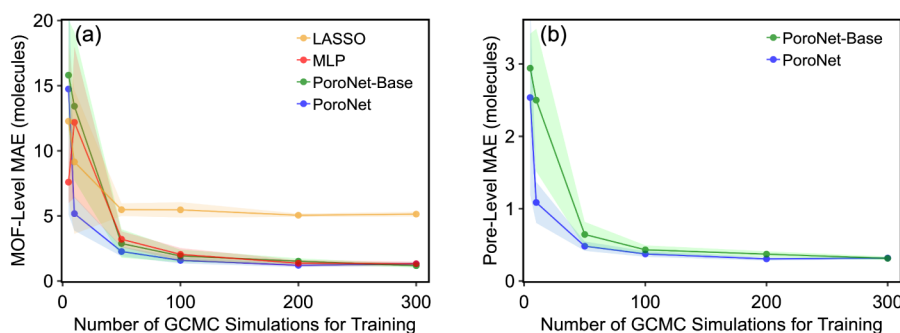 (a)
LASSO
MLP
PoroNet-Base
PoroNet
MOF-Level MAE (molecules)
20
15
10
5
0
0 100 200 300
Number of GCMC Simulations for Training
(b)
PoroNet-Base
PoroNet
Pore-Level MAE (molecules)
3
2
1
0
0 100 200 300
Number of GCMC Simulations for Training